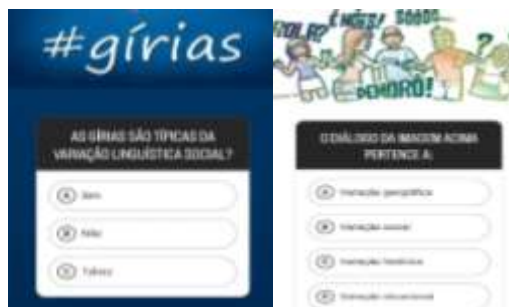 #gírias
AS GÍRIAS SÃO TÍPICAS DA
VARIAÇÃO LINGUÍSTICA SOCIAL?
A Sim
B Não
C Talvez
É NÓIS!
DEMORÔ!
?
O DIÁLOGO DA IMAGEM ACIMA
PERTENCE A:
A Variação geográfica
B Variação social
C Variação histórica
D Variação situacional